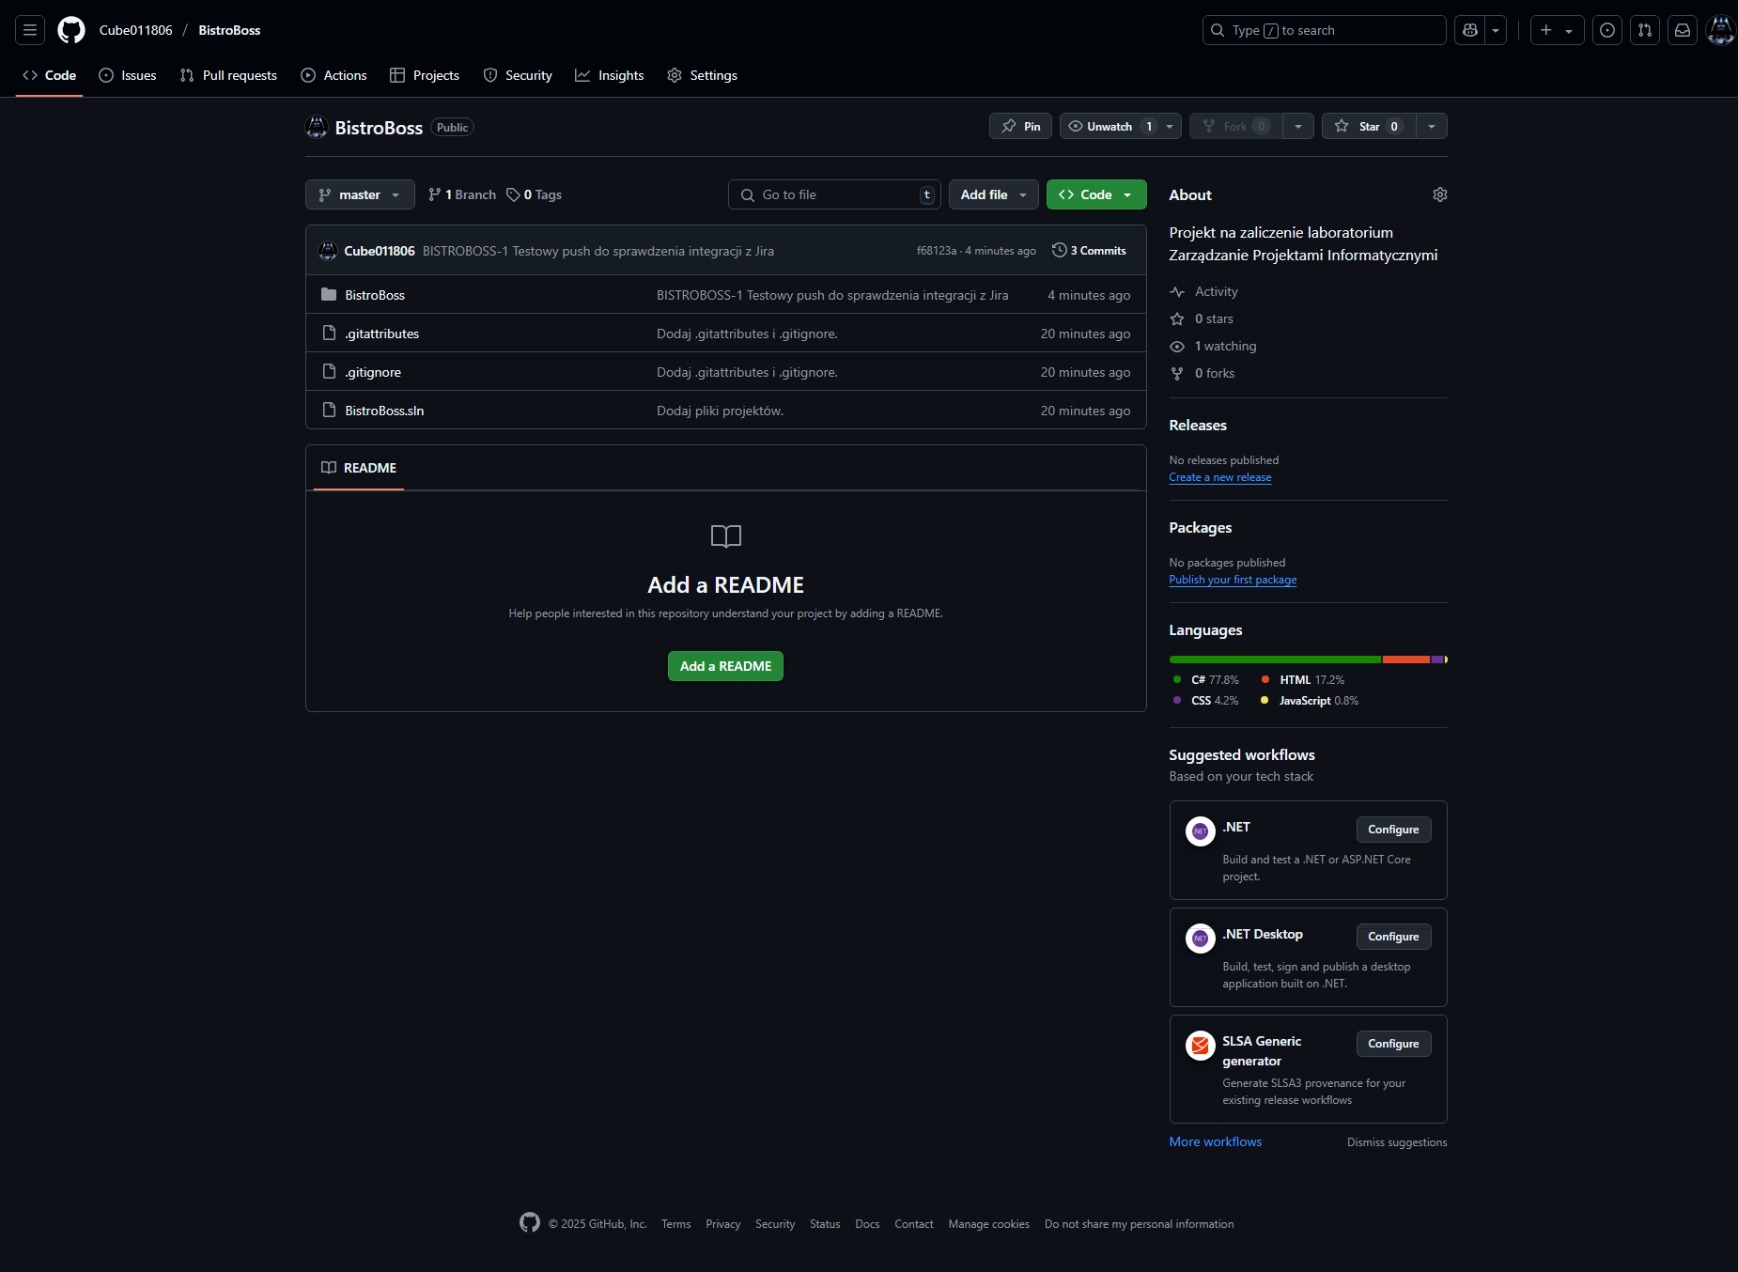 Cube011806 / BistroBoss
Type / to search
Code Issues Pull requests Actions Projects Security Insights Settings
BistroBoss Public
Pin Unwatch 1 Fork 0 Star 0
master 1 Branch 0 Tags
Go to file t Add file Code
Cube011806 BISTROBOSS-1 Testowy push do sprawdzenia integracji z Jira f68123a · 4 minutes ago 3 Commits
BistroBoss BISTROBOSS-1 Testowy push do sprawdzenia integracji z Jira 4 minutes ago
.gitattributes Dodaj .gitattributes i .gitignore. 20 minutes ago
.gitignore Dodaj .gitattributes i .gitignore. 20 minutes ago
BistroBoss.sln Dodaj pliki projektów. 20 minutes ago
README
Add a README
Help people interested in this repository understand your project by adding a README.
Add a README
About
Projekt na zaliczenie laboratorium
Zarządzanie Projektami Informatycznymi
Activity
0 stars
1 watching
0 forks
Releases
No releases published
Create a new release
Packages
No packages published
Publish your first package
Languages
C# 77.8% HTML 17.2%
CSS 4.2% JavaScript 0.8%
Suggested workflows
Based on your tech stack
.NET Configure
Build and test a .NET or ASP.NET Core
project.
.NET Desktop Configure
Build, test, sign and publish a desktop
application built on .NET.
SLSA Generic
generator
Configure
Generate SLSA3 provenance for your
existing release workflows
More workflows Dismiss suggestions
© 2025 GitHub, Inc. Terms Privacy Security Status Docs Contact Manage cookies Do not share my personal information